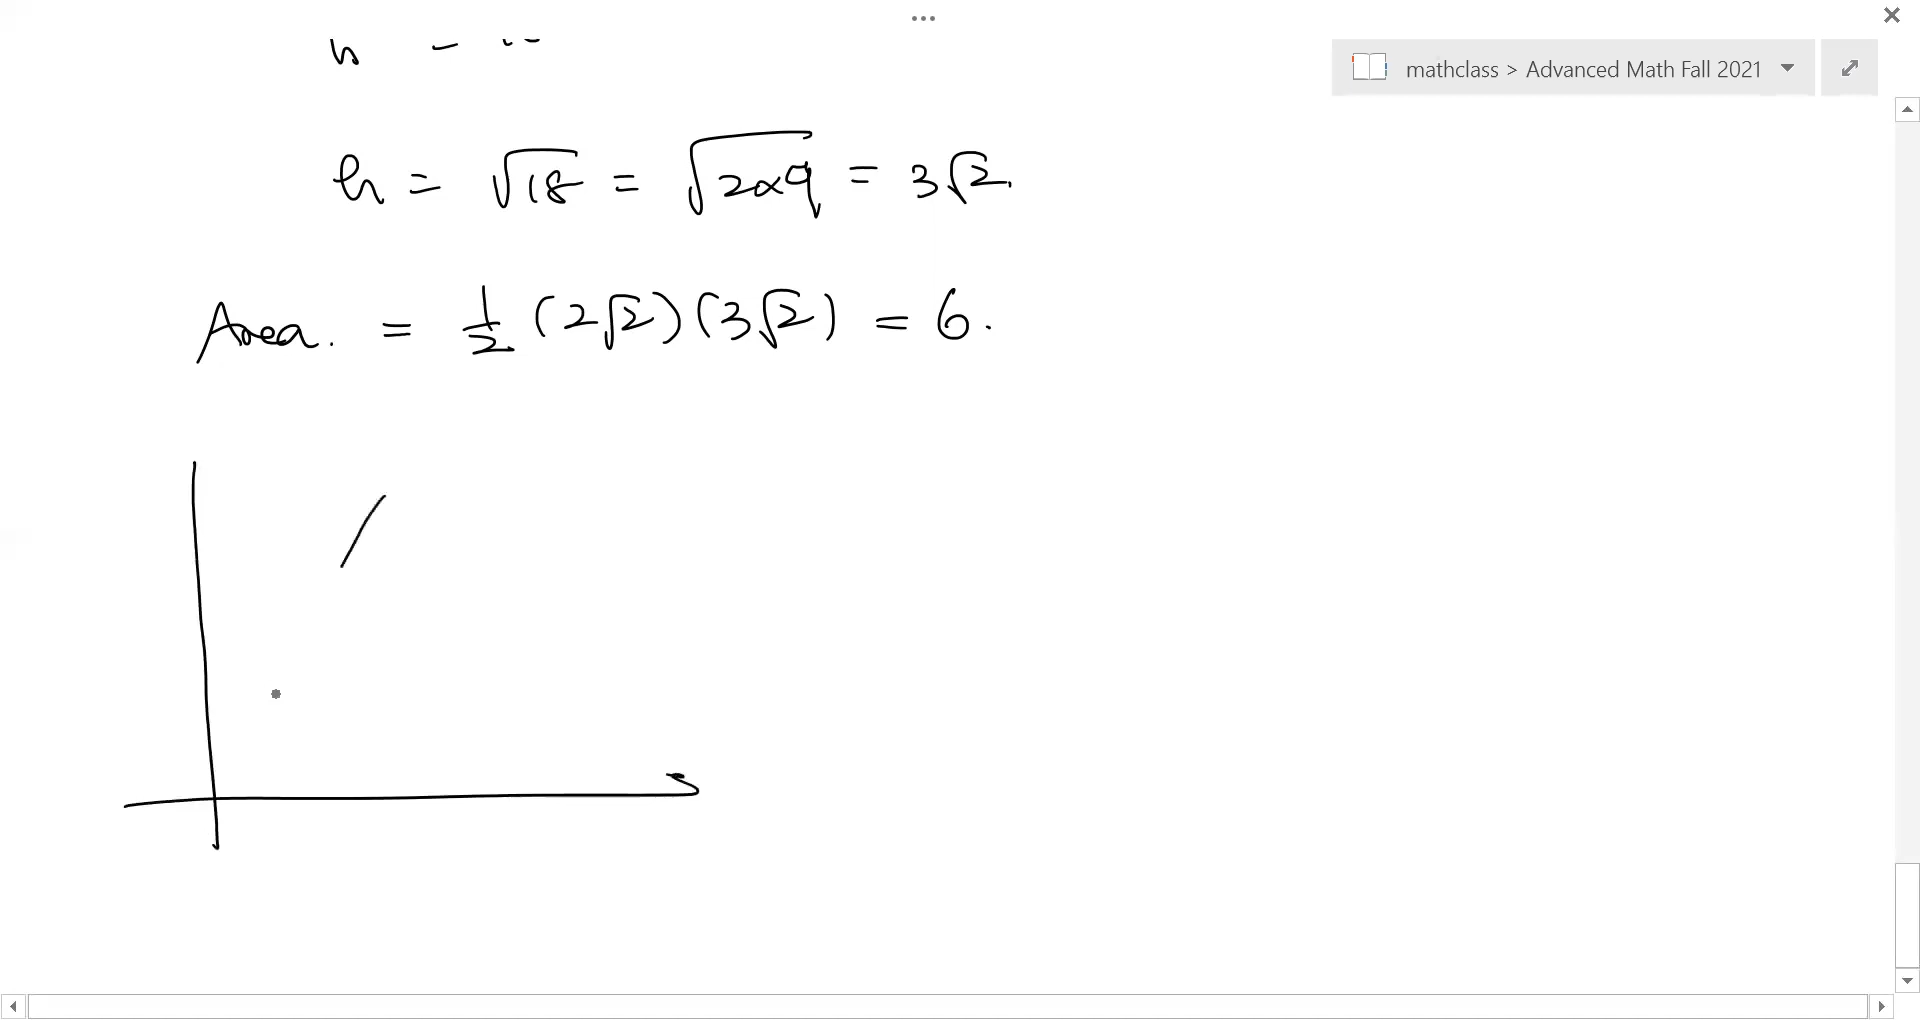 mathclass > Advanced Math Fall 2021
h = √18 = √2×9 = 3√2.
Area. = 1/2 (2√2)(3√2) = 6.